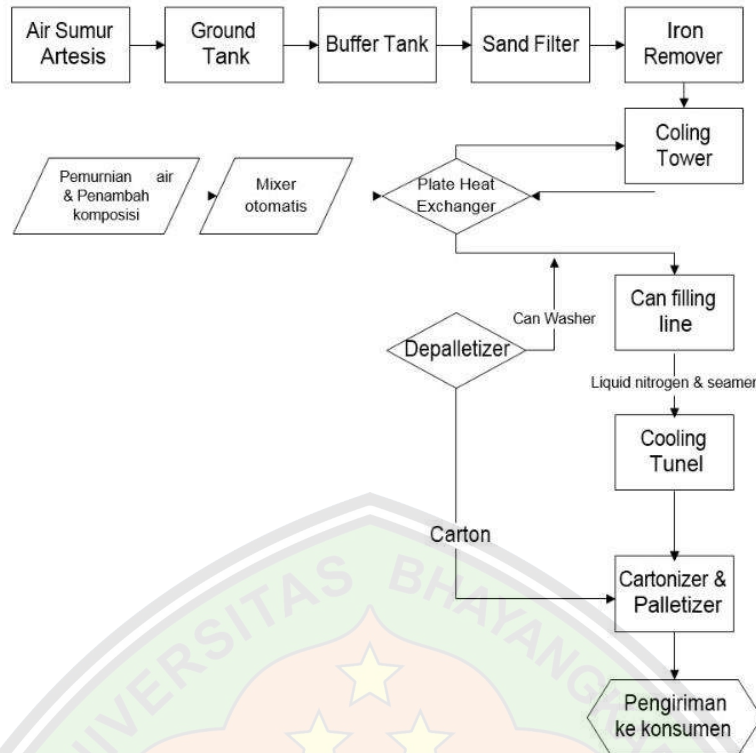 Air Sumur
Artesis
Ground
Tank
Buffer Tank
Sand Filter
Iron
Remover
Coling
Tower
Pemurnian air
& Penambah
komposisi
Mixer
otomatis
Plate Heat
Exchanger
Can filling
line
Can Washer
Depalletizer
Liquid nitrogen & seamer
Cooling
Tunel
Carton
Cartonizer &
Palletizer
Pengiriman
ke konsumen
UNIVERSITAS BHAYANGK